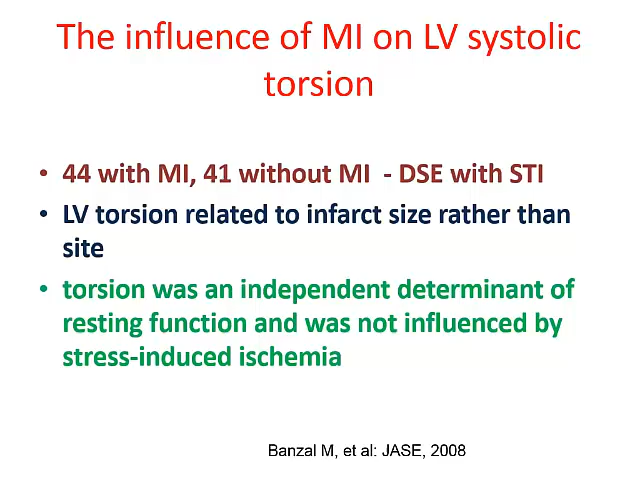 The influence of MI on LV systolic
torsion
• 44 with MI, 41 without MI - DSE with STI
• LV torsion related to infarct size rather than
site
• torsion was an independent determinant of
resting function and was not influenced by
stress-induced ischemia
Banzal M, et al: JASE, 2008